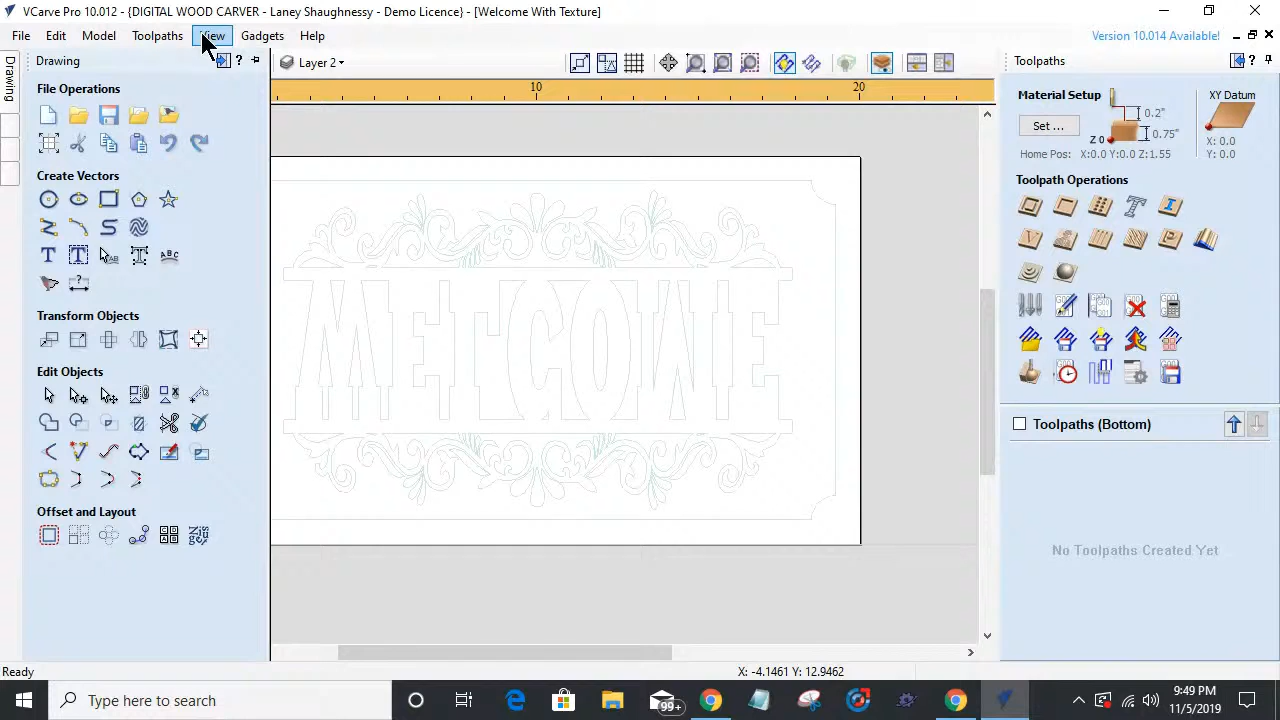 VCarve Pro 10.012 - {DIGITAL WOOD CARVER - Laney Shaughnessy - Demo Licence} - [Welcome With Texture]
File Edit Model Toolpaths View Gadgets Help Version 10.014 Available!
Drawing
Drawing
Layer 2
Toolpaths
File Operations
10 20
Material Setup
XY Datum
0.2"
Set ...
Z 0
0.75"
X: 0.0
Y: 0.0
Home Pos: X:0.0 Y:0.0 Z:1.55
Create Vectors
Toolpath Operations
ABC
WELCOME
Transform Objects
Edit Objects
Toolpaths (Bottom)
Offset and Layout
No Toolpaths Created Yet
Ready
X: -4.1461 Y: 12.9462
Type here to search
99+
9:49 PM
11/5/2019